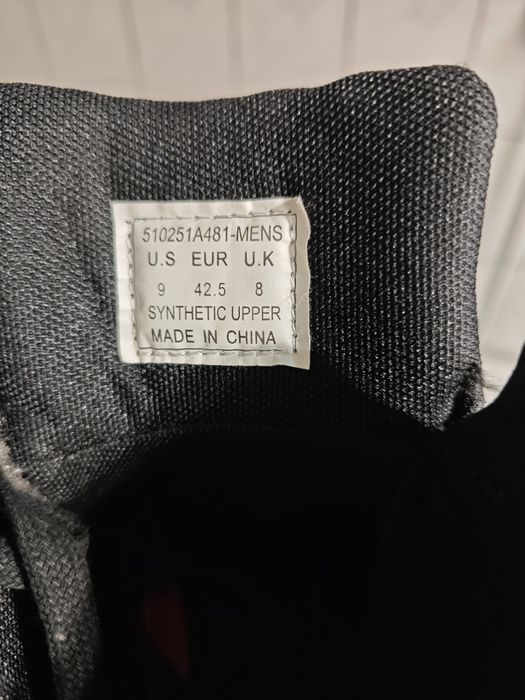 510251A481-MENS
U.S EUR U.K
9 42.5 8
SYNTHETIC UPPER
MADE IN CHINA